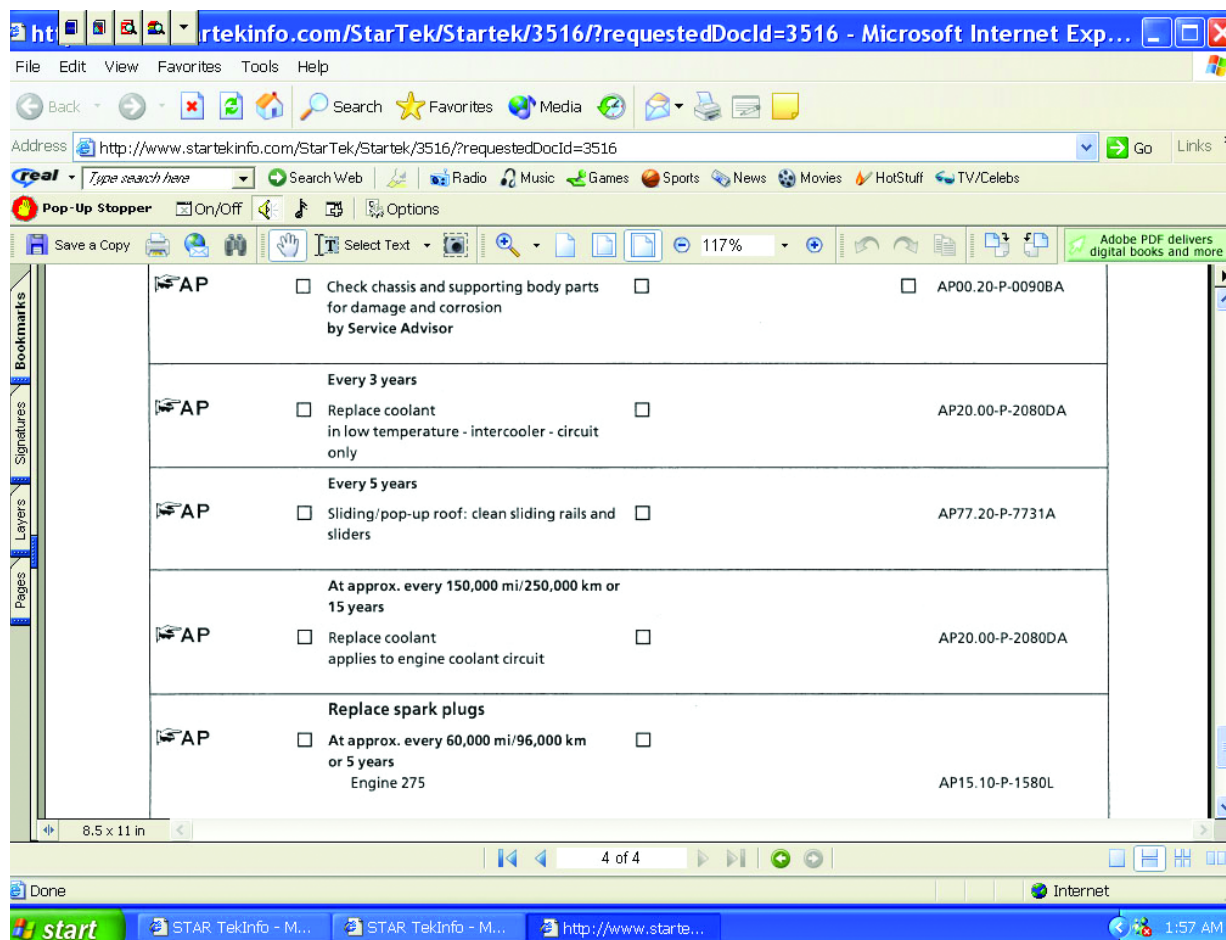 rtekinfo.com/StarTek/Startek/3516/?requestedDocId=3516 - Microsoft Internet Exp...
File Edit View Favorites Tools Help
Back Search Favorites Media
Address http://www.startekinfo.com/StarTek/Startek/3516/?requestedDocId=3516 Go Links
real Type search here Search Web Radio Music Games Sports News Movies HotStuff TV/Celebs
Pop-Up Stopper On/Off Options
Save a Copy Select Text 117% Adobe PDF delivers
digital books and more
Bookmarks
Signatures
Layers
Pages
AP Check chassis and supporting body parts AP00.20-P-0090BA
for damage and corrosion
by Service Advisor
Every 3 years
AP Replace coolant AP20.00-P-2080DA
in low temperature - intercooler - circuit
only
Every 5 years
AP Sliding/pop-up roof: clean sliding rails and AP77.20-P-7731A
sliders
At approx. every 150,000 mi/250,000 km or
15 years
AP Replace coolant AP20.00-P-2080DA
applies to engine coolant circuit
Replace spark plugs
AP At approx. every 60,000 mi/96,000 km
or 5 years
Engine 275 AP15.10-P-1580L
8.5 x 11 in
4 of 4
Done Internet
start STAR TekInfo - M... STAR TekInfo - M... http://www.starte... 1:57 AM